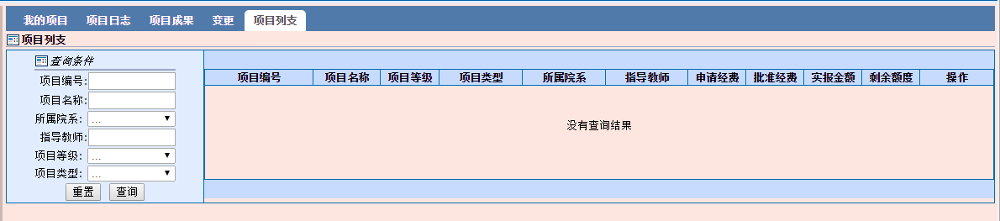 我的项目 项目日志 项目成果 变更 项目列支
项目列支
查询条件
项目编号:
项目名称:
所属院系: ...
指导教师:
项目等级: ...
项目类型: ...
重置 查询
项目编号 项目名称 项目等级 项目类型 所属院系 指导教师 申请经费 批准经费 实报金额 剩余额度 操作
没有查询结果